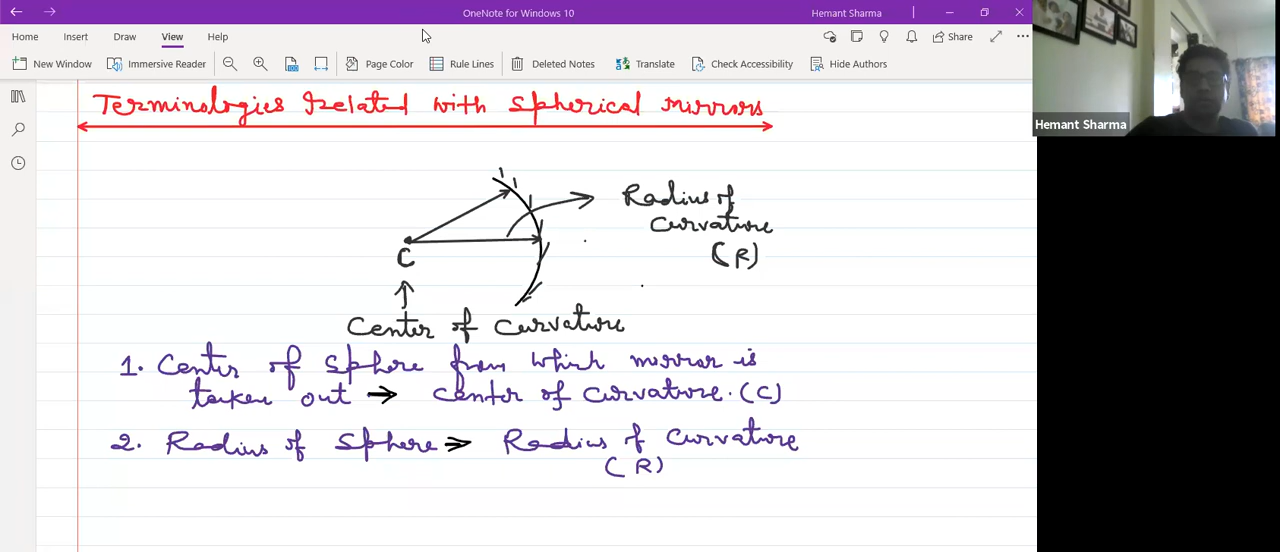 OneNote for Windows 10
Hemant Sharma
Home Insert Draw View Help
Share
New Window Immersive Reader Page Color Rule Lines Deleted Notes Translate Check Accessibility Hide Authors
Hemant Sharma
Terminologies Related with Spherical mirrors
Radius of
Curvature
(R)
C
Center of Curvature
1. Center of Sphere from which mirror is
taken out → Center of Curvature. (C)
2. Radius of Sphere → Radius of Curvature
(R)